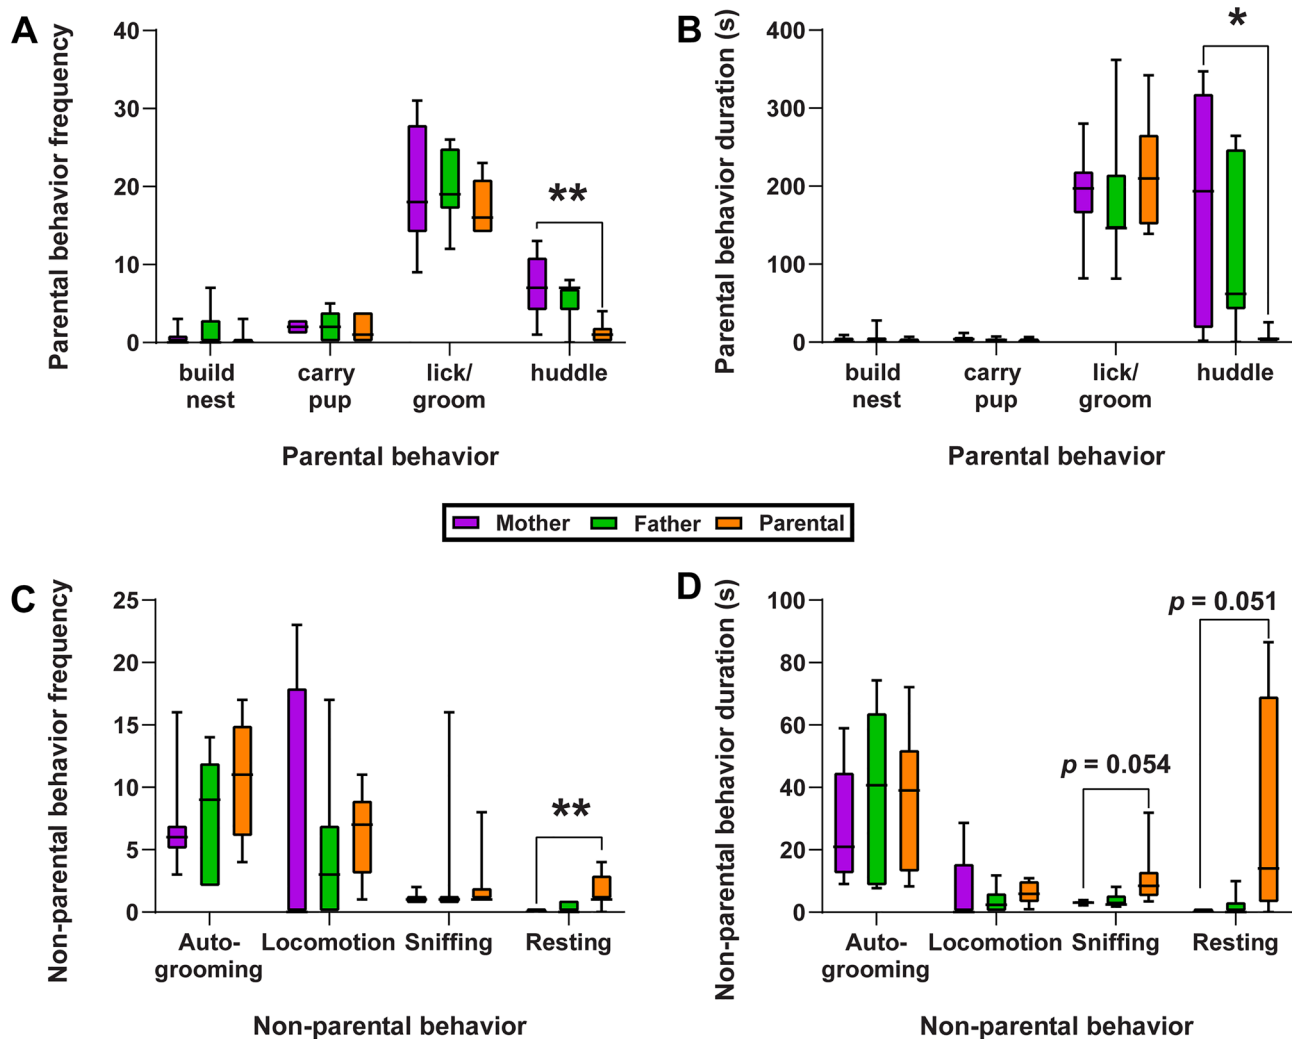 A
Parental behavior frequency
40
30
20
10
0
**
build nest
carry pup
lick/ groom
huddle
Parental behavior
B
Parental behavior duration (s)
400
300
200
100
0
*
build nest
carry pup
lick/ groom
huddle
Parental behavior
Mother Father Parental
C
Non-parental behavior frequency
25
20
15
10
5
0
**
Auto- grooming
Locomotion
Sniffing
Resting
Non-parental behavior
D
Non-parental behavior duration (s)
100
80
60
40
20
0
p = 0.054
p = 0.051
Auto- grooming
Locomotion
Sniffing
Resting
Non-parental behavior